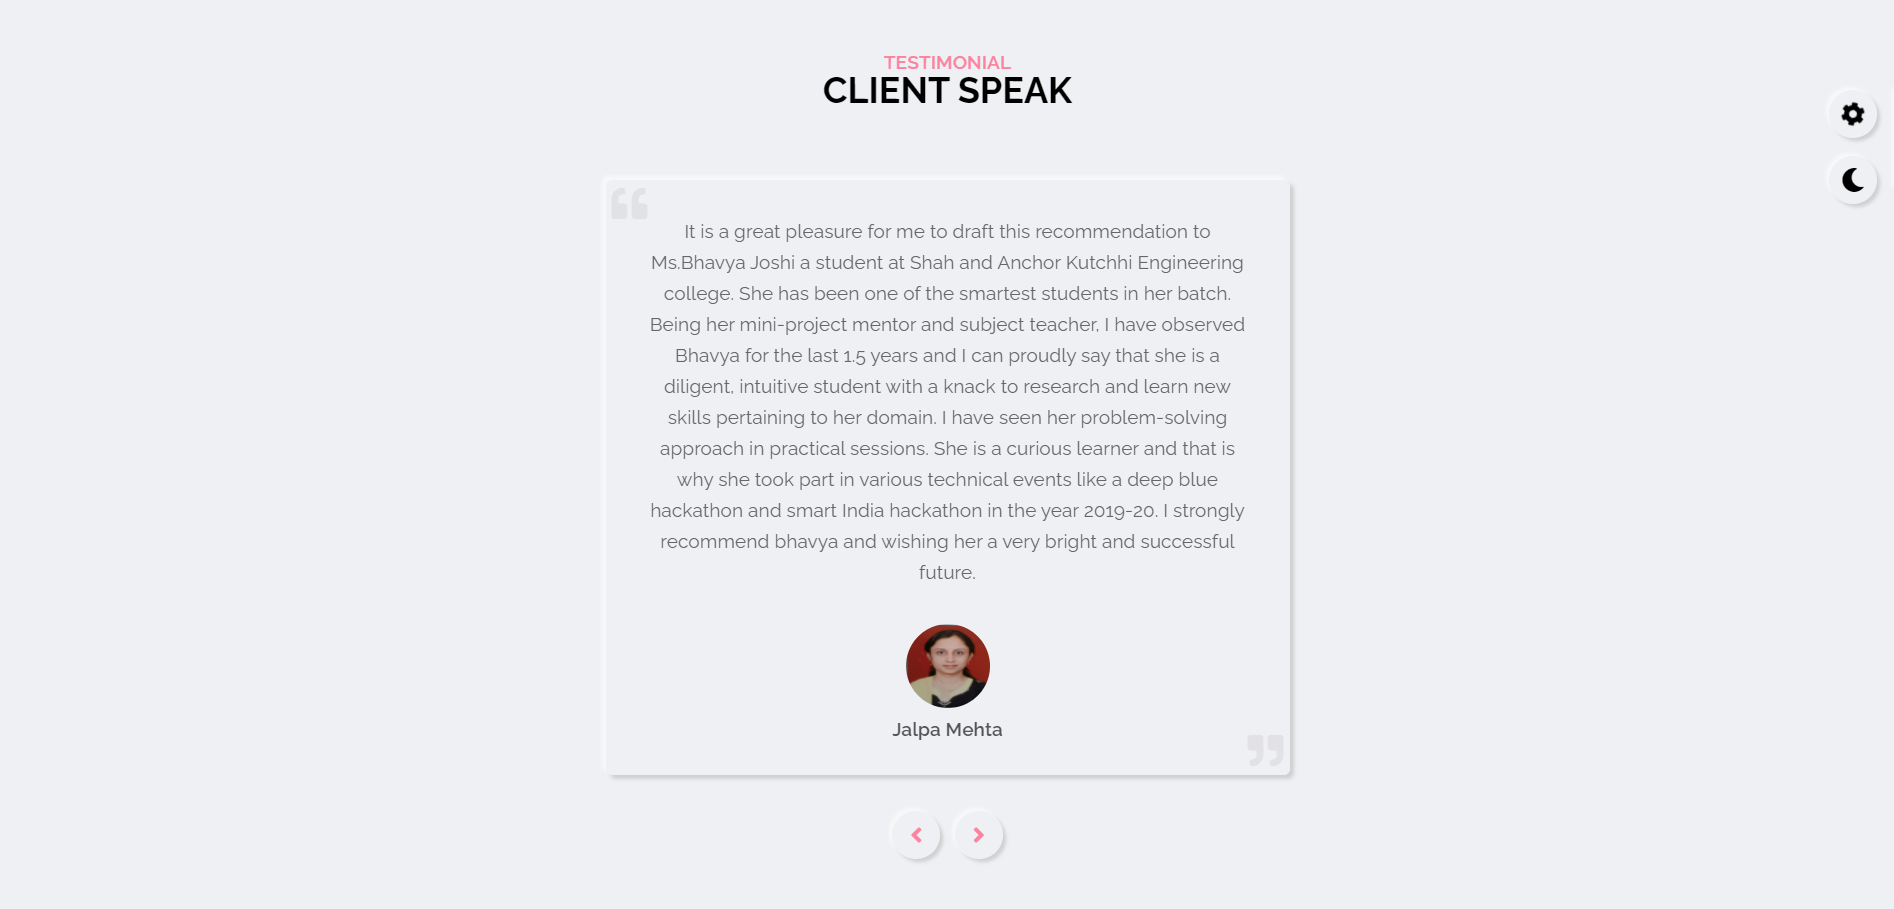 TESTIMONIAL
CLIENT SPEAK
It is a great pleasure for me to draft this recommendation to
Ms.Bhavya Joshi a student at Shah and Anchor Kutchhi Engineering
college. She has been one of the smartest students in her batch.
Being her mini-project mentor and subject teacher, I have observed
Bhavya for the last 1.5 years and I can proudly say that she is a
diligent, intuitive student with a knack to research and learn new
skills pertaining to her domain. I have seen her problem-solving
approach in practical sessions. She is a curious learner and that is
why she took part in various technical events like a deep blue
hackathon and smart India hackathon in the year 2019-20. I strongly
recommend bhavya and wishing her a very bright and successful
future.
Jalpa Mehta